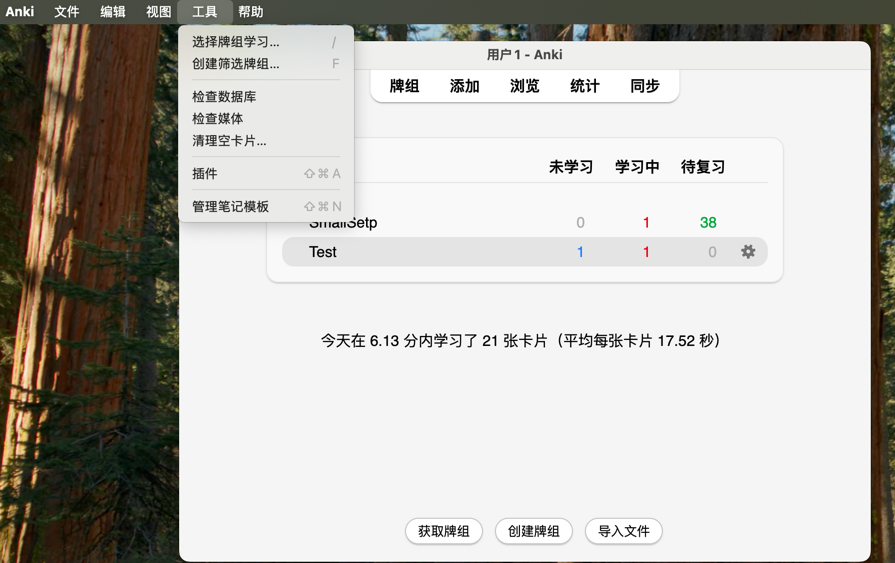 Anki 文件 编辑 视图 工具 帮助
选择牌组学习... /
创建筛选牌组... F
检查数据库
检查媒体
清理空卡片...
插件 ⇧⌘A
管理笔记模板 ⇧⌘N
用户1 - Anki
牌组 添加 浏览 统计 同步
未学习 学习中 待复习
SmallSetp 0 1 38
Test 1 1 0
今天在 6.13 分内学习了 21 张卡片（平均每张卡片 17.52 秒）
获取牌组 创建牌组 导入文件